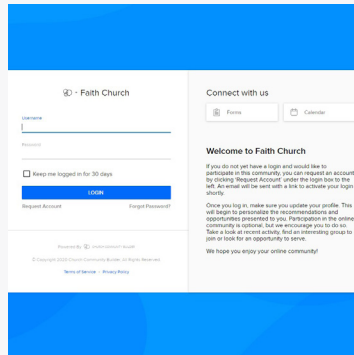 - Faith Church
Username
Password
Keep me logged in for 30 days
LOGIN
Request Account
Forgot Password?
Powered By
© Copyright 2023 Church Community Builder, all Rights Reserved.
Terms of Service - Privacy Policy
Connect with us
Forms
Calendar
Welcome to Faith Church
If you do not yet have a login and would like to
participate in this community, you can request an account
by clicking 'Request Account' under the login box to the
left. An email will be sent with a link to activate your login
shortly.
Once you log in, make sure you update your profile. This
will begin to personalize the recommendations and
opportunities presented to you. Participation in the online
community is optional, but we encourage you to do so.
Take a look at recent activity, find an interesting group to
join or look for an opportunity to serve.
We hope you enjoy your online community!